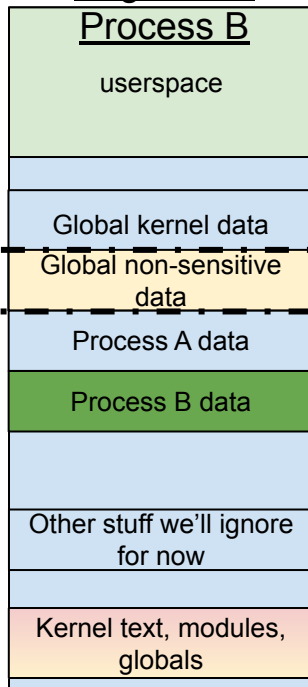 Process B
userspace
Global kernel data
Global non-sensitive
data
Process A data
Process B data
Other stuff we'll ignore
for now
Kernel text, modules,
globals